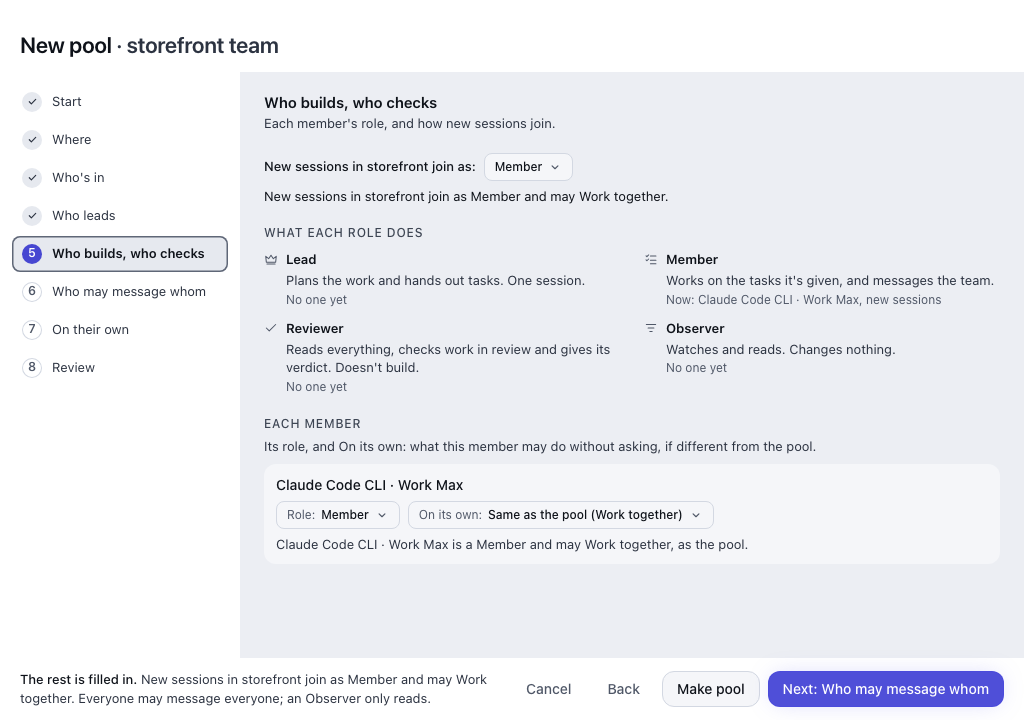 New pool · storefront team
Start
Where
Who's in
Who leads
5 Who builds, who checks
6 Who may message whom
7 On their own
8 Review
Who builds, who checks
Each member's role, and how new sessions join.
New sessions in storefront join as: Member
New sessions in storefront join as Member and may Work together.
WHAT EACH ROLE DOES
Lead
Plans the work and hands out tasks. One session.
No one yet
Member
Works on the tasks it's given, and messages the team.
Now: Claude Code CLI · Work Max, new sessions
Reviewer
Reads everything, checks work in review and gives its
verdict. Doesn't build.
No one yet
Observer
Watches and reads. Changes nothing.
No one yet
EACH MEMBER
Its role, and On its own: what this member may do without asking, if different from the pool.
Claude Code CLI · Work Max
Role: Member On its own: Same as the pool (Work together)
Claude Code CLI · Work Max is a Member and may Work together, as the pool.
The rest is filled in. New sessions in storefront join as Member and may Work
together. Everyone may message everyone; an Observer only reads.
Cancel Back Make pool Next: Who may message whom